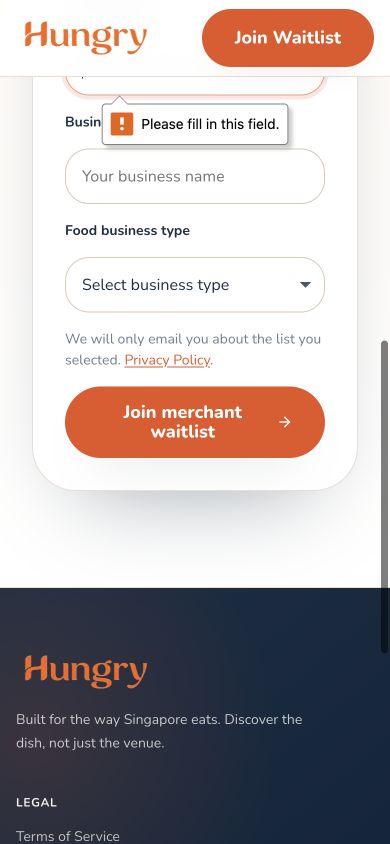 Hungry
Join Waitlist
Please fill in this field.
Busin
Your business name
Food business type
Select business type
We will only email you about the list you
selected. Privacy Policy.
Join merchant
waitlist
Hungry
Built for the way Singapore eats. Discover the
dish, not just the venue.
LEGAL
Terms of Service